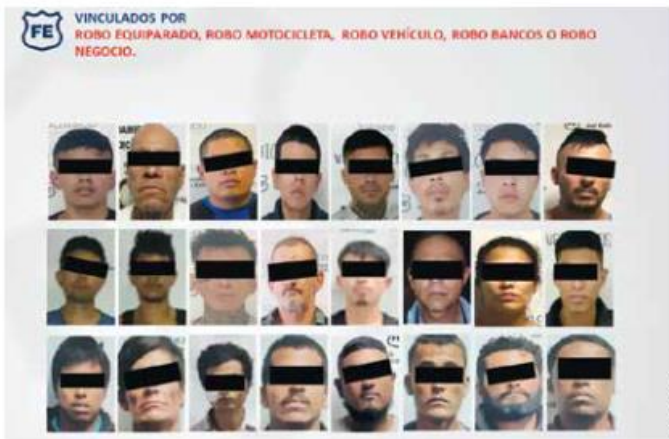 FE
VINCULADOS POR
ROBO EQUIPARADO, ROBO MOTOCICLETA, ROBO VEHÍCULO, ROBO BANCOS O ROBO
NEGOCIO.